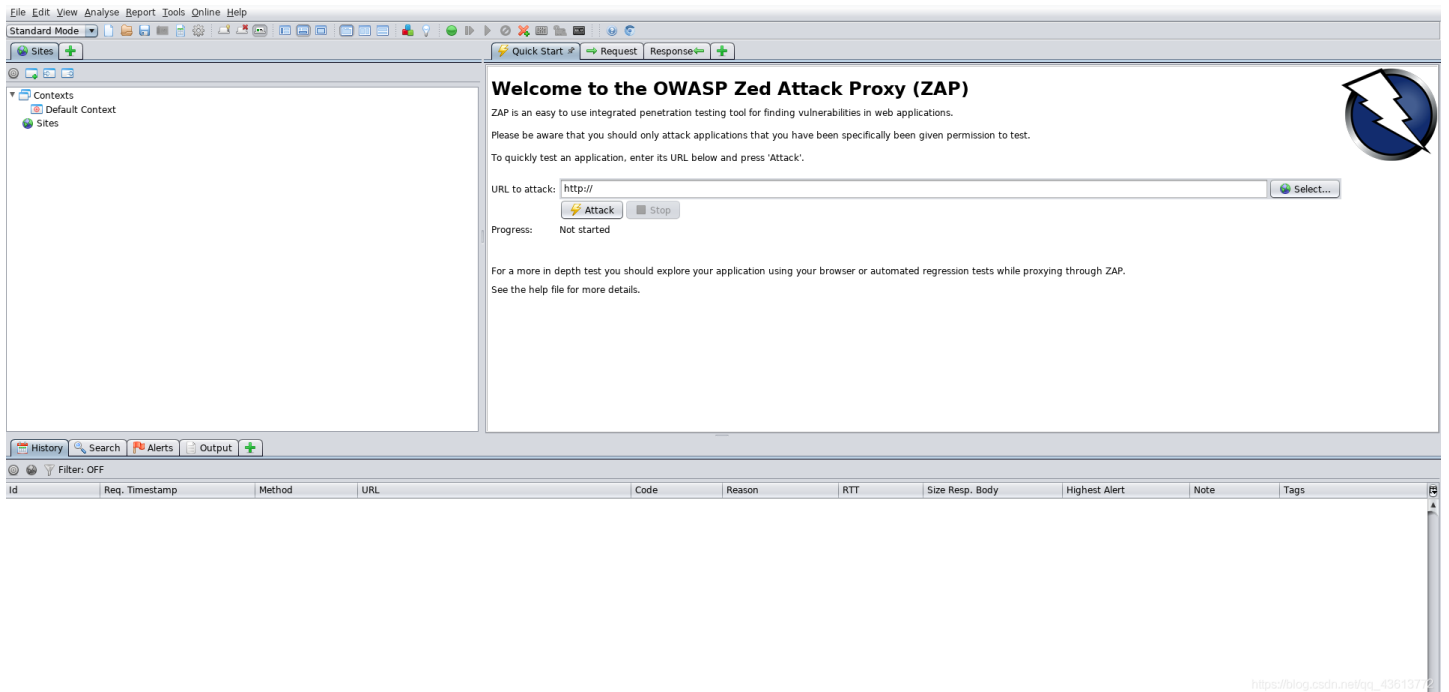 File Edit View Analyse Report Tools Online Help
Standard Mode
Sites
Quick Start Request Response
Contexts
Default Context
Sites
Welcome to the OWASP Zed Attack Proxy (ZAP)
ZAP is an easy to use integrated penetration testing tool for finding vulnerabilities in web applications.
Please be aware that you should only attack applications that you have been specifically been given permission to test.
To quickly test an application, enter its URL below and press 'Attack'.
URL to attack: http:// Select...
Attack Stop
Progress: Not started
For a more in depth test you should explore your application using your browser or automated regression tests while proxying through ZAP.
See the help file for more details.
History Search Alerts Output
Filter: OFF
Id Req. Timestamp Method URL Code Reason RTT Size Resp. Body Highest Alert Note Tags
https://blog.csdn.net/qq_43613772